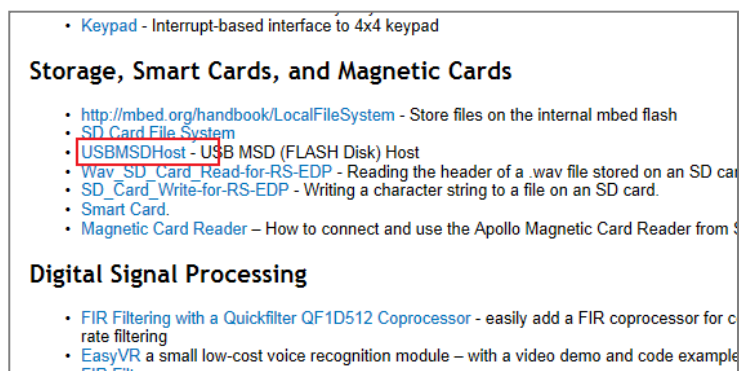 • Keypad - Interrupt-based interface to 4x4 keypad
Storage, Smart Cards, and Magnetic Cards
• http://mbed.org/handbook/LocalFileSystem - Store files on the internal mbed flash
• SD Card File System
• USBMSDHost - USB MSD (FLASH Disk) Host
• Wav_SD_Card_Read-for-RS-EDP - Reading the header of a .wav file stored on an SD car
• SD_Card_Write-for-RS-EDP - Writing a character string to a file on an SD card.
• Smart Card.
• Magnetic Card Reader – How to connect and use the Apollo Magnetic Card Reader from S
Digital Signal Processing
• FIR Filtering with a Quickfilter QF1D512 Coprocessor - easily add a FIR coprocessor for c
rate filtering
• EasyVR a small low-cost voice recognition module – with a video demo and code example